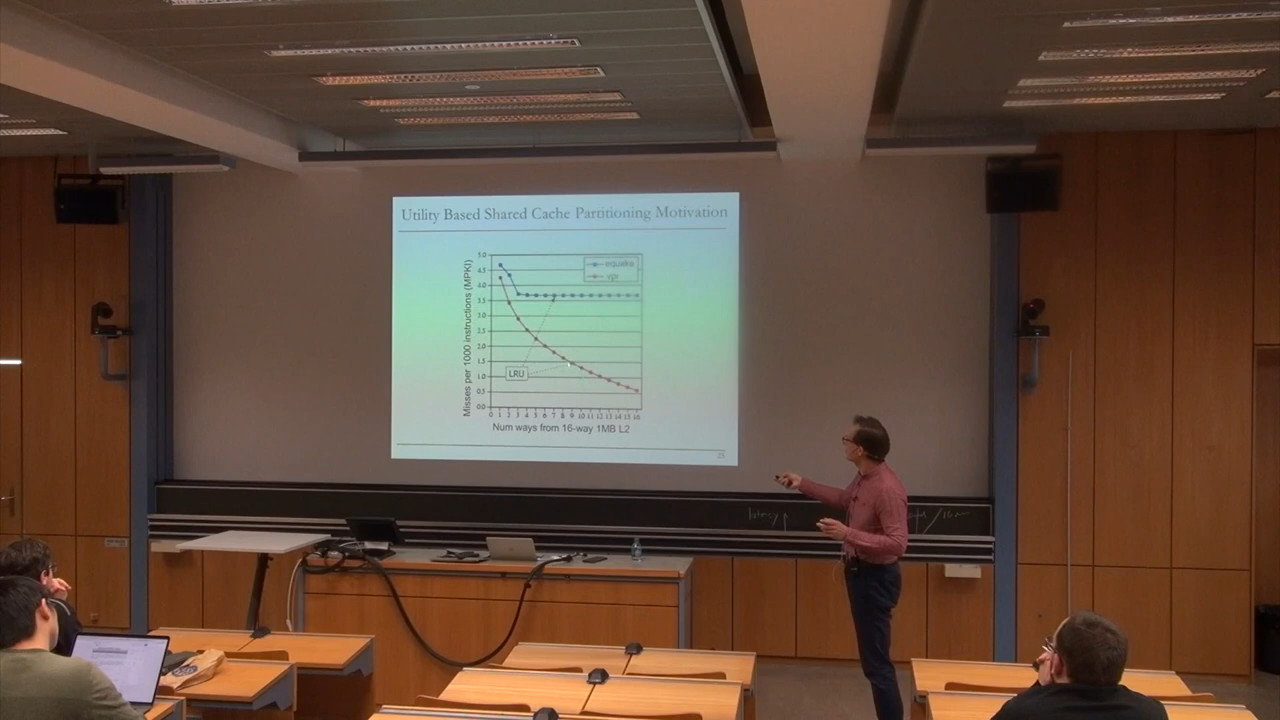 Utility Based Shared Cache Partitioning Motivation
Misses per 1000 instructions (MPKI)
5.0
4.5
4.0
3.5
3.0
2.5
2.0
1.5
1.0
0.5
0.0
equake
vpr
LRU
0 1 2 3 4 5 6 7 8 9 10 11 12 13 14 15 16
Num ways from 16-way 1MB L2
25
latency